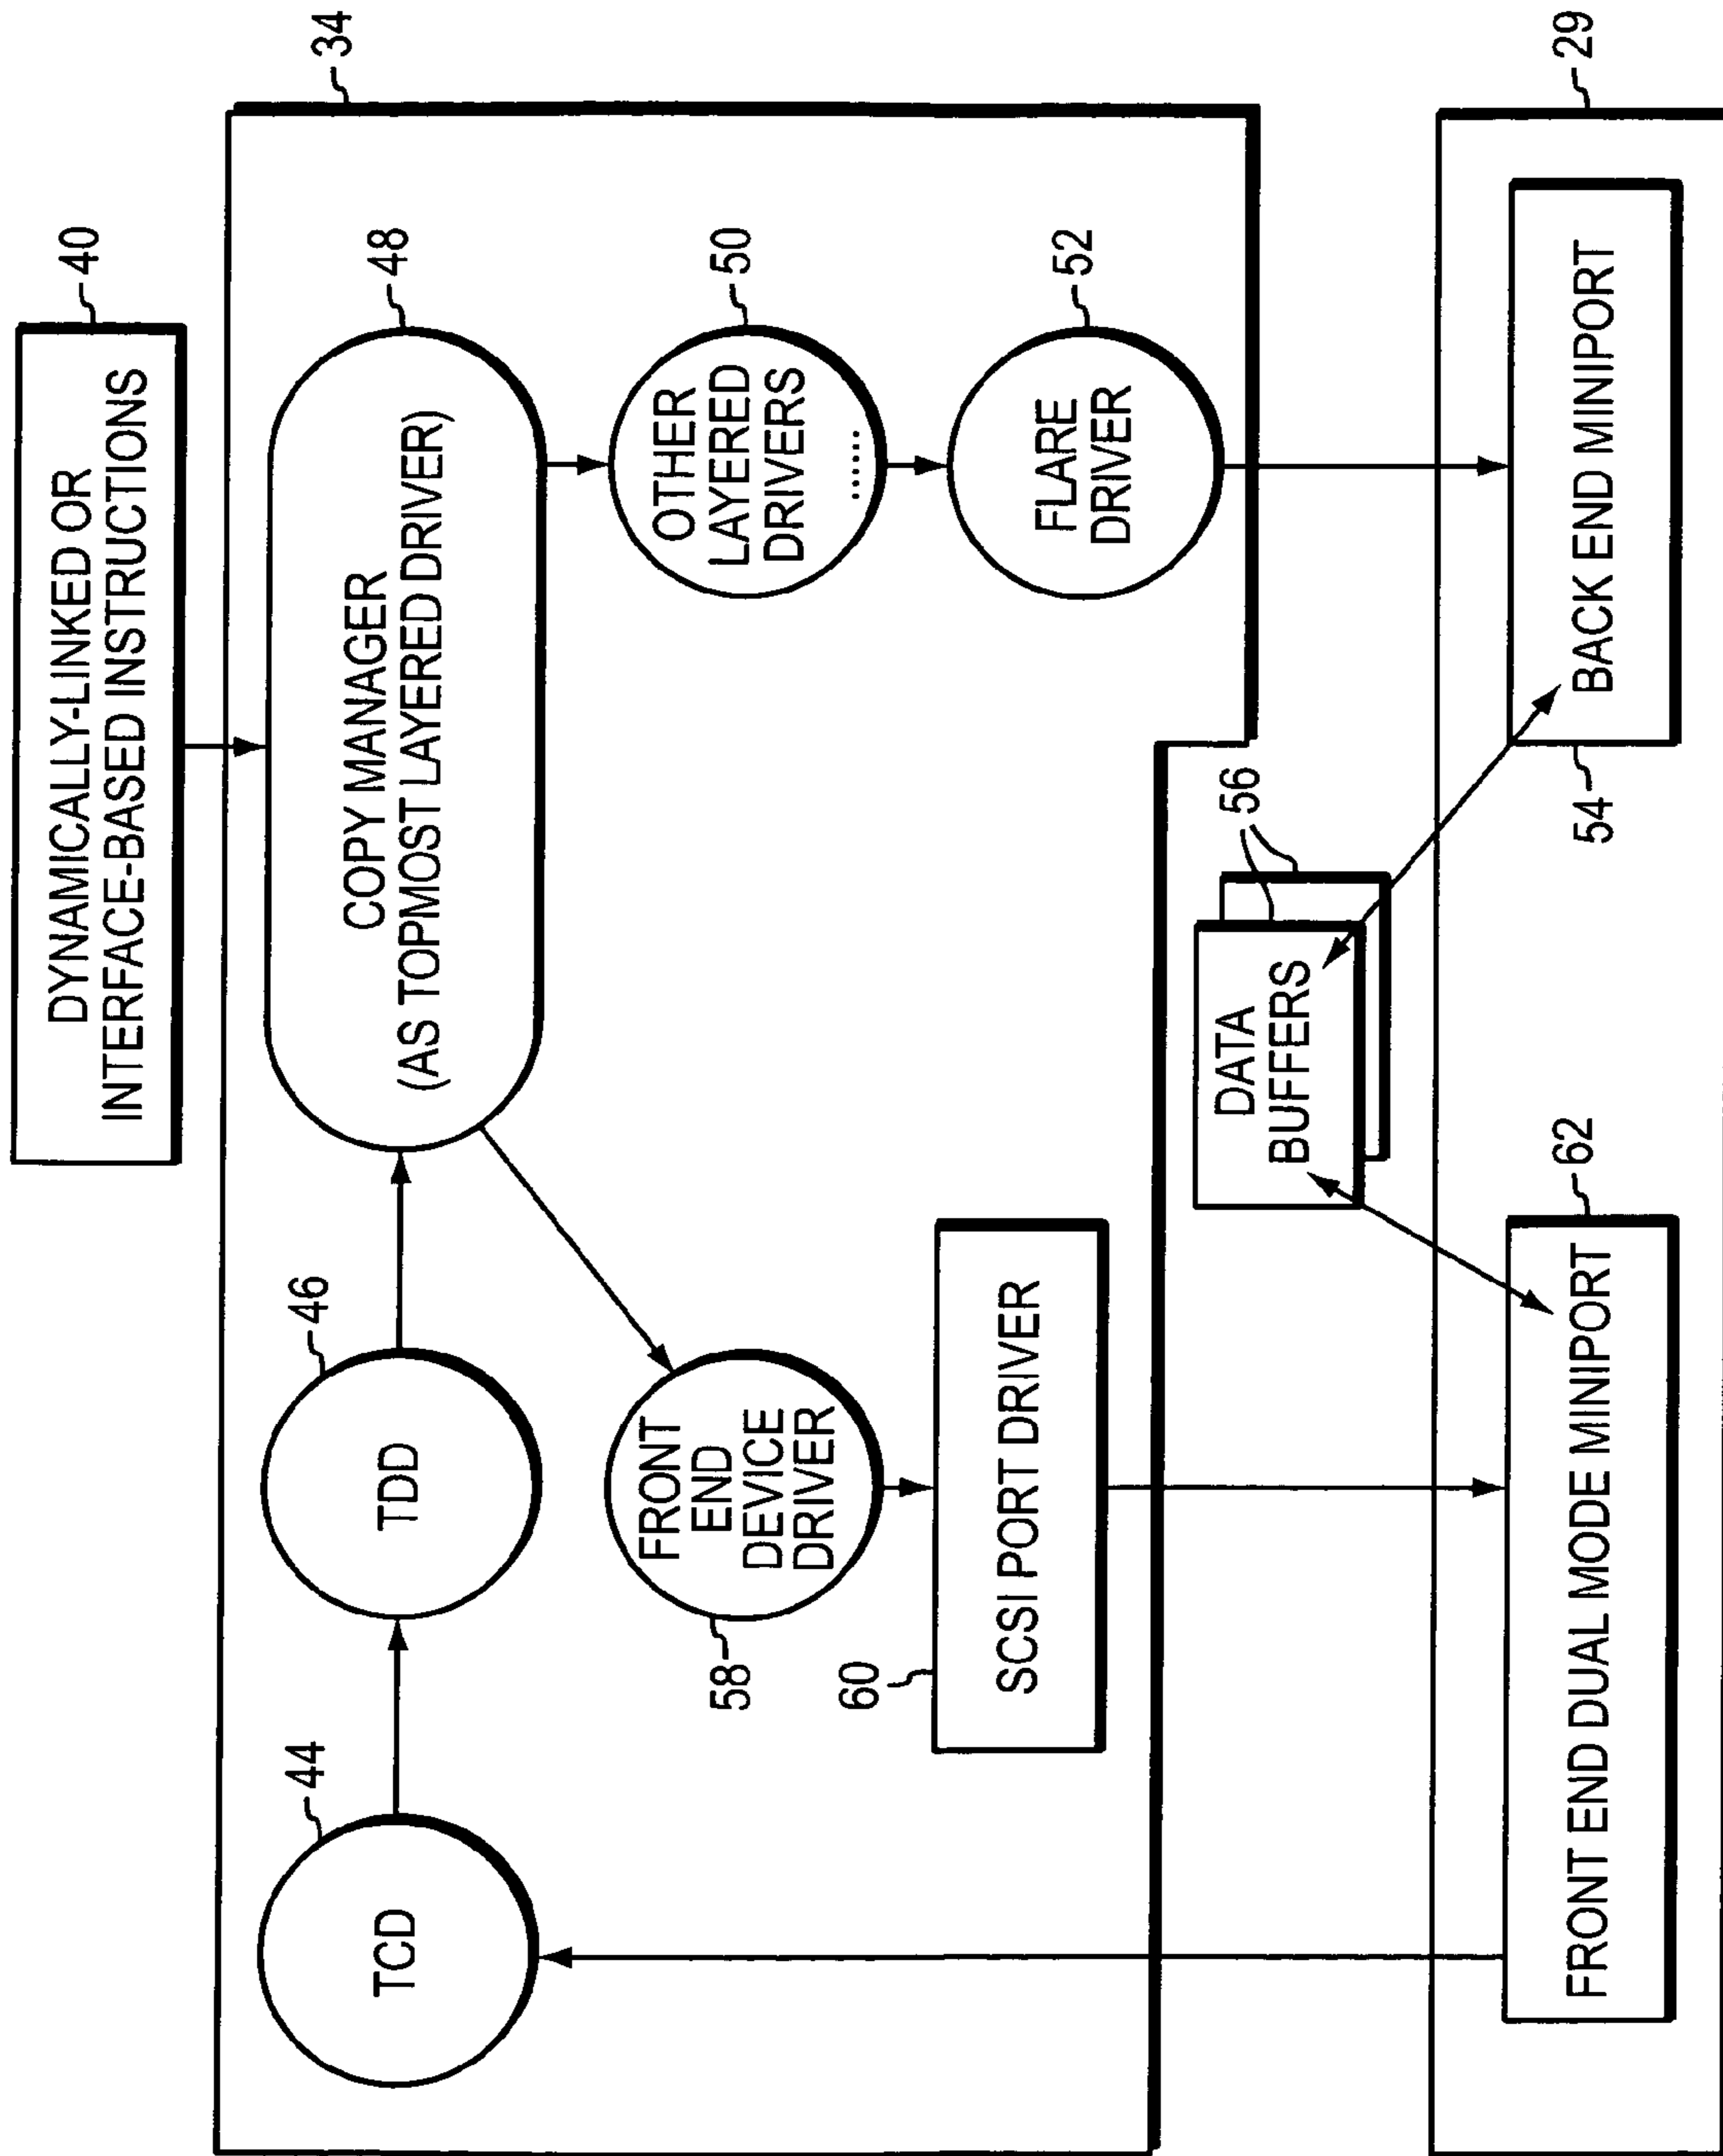 DYNAMICALLY-LINKED OR
INTERFACE-BASED INSTRUCTIONS
40
34
44
TCD
46
TDD
COPY MANAGER
(AS TOPMOST LAYERED DRIVER)
48
FRONT
END
DEVICE
DRIVER
58
OTHER
LAYERED
DRIVERS
......
50
60
SCSI PORT DRIVER
FLARE
DRIVER
52
DATA
BUFFERS
56
29
FRONT END DUAL MODE MINIPORT
62
BACK END MINIPORT
54